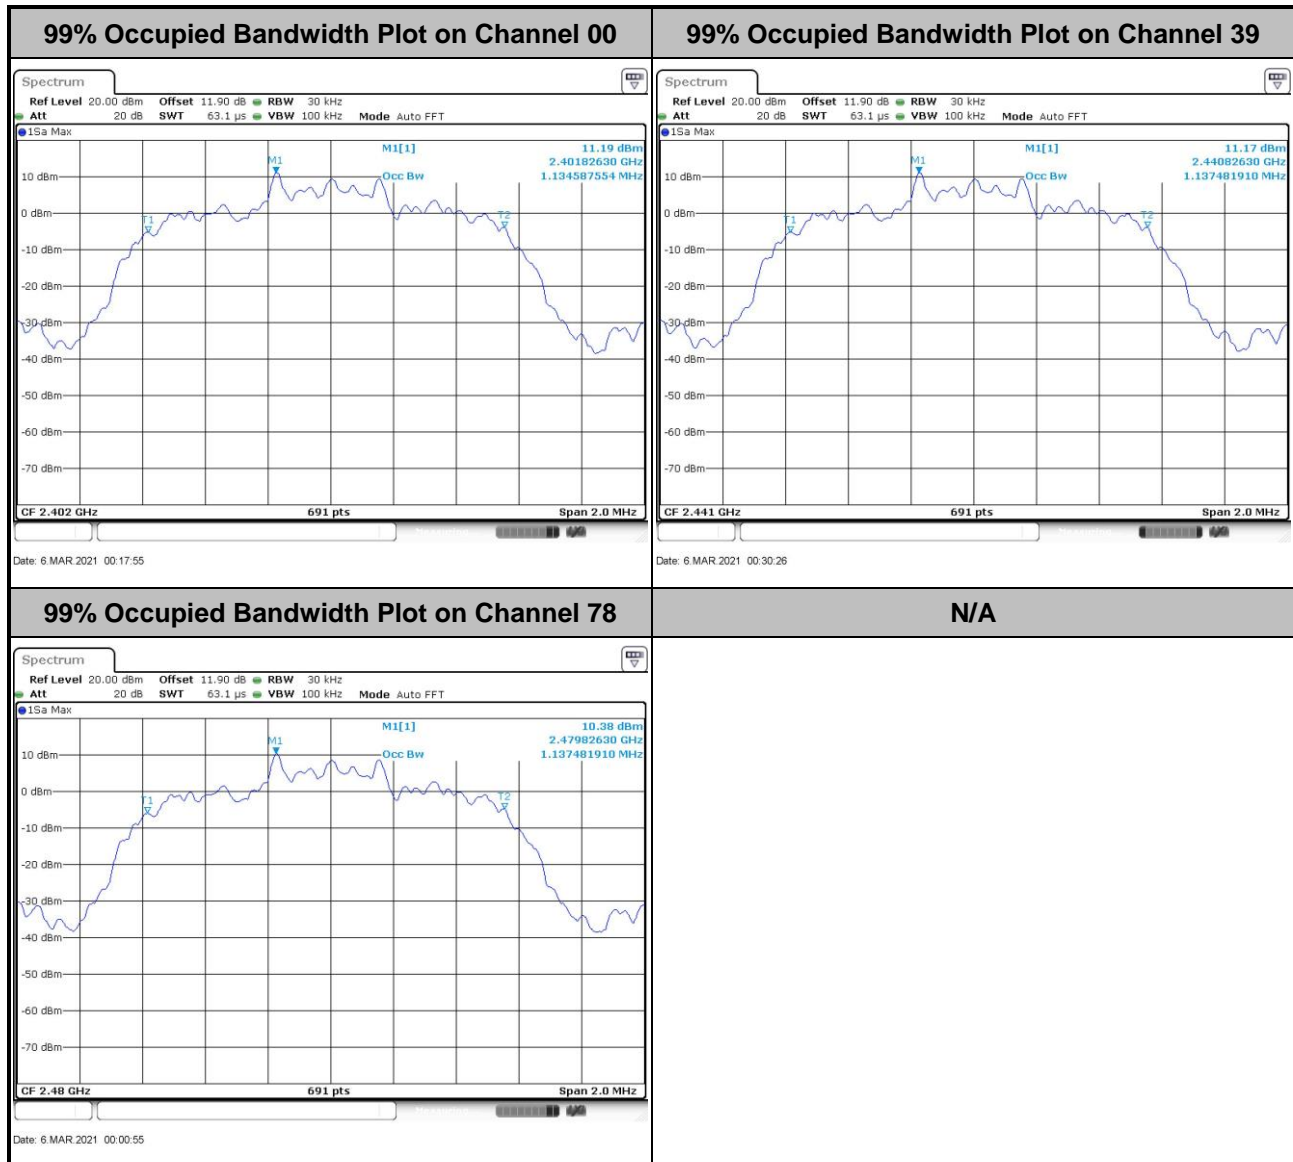 99% Occupied Bandwidth Plot on Channel 00
99% Occupied Bandwidth Plot on Channel 39
Spectrum
Ref Level 20.00 dBm Offset 11.90 dB RBW 30 kHz
Att 20 dB SWT 63.1 µs VBW 100 kHz Mode Auto FFT
1Sa Max
M1[1] 11.19 dBm
2.40182630 GHz
Occ Bw 1.134587554 MHz
M1
10 dBm
0 dBm
T1
T2
-10 dBm
-20 dBm
-30 dBm
-40 dBm
-50 dBm
-60 dBm
-70 dBm
CF 2.402 GHz 691 pts Span 2.0 MHz
Date: 6.MAR.2021 00:17:55
Spectrum
Ref Level 20.00 dBm Offset 11.90 dB RBW 30 kHz
Att 20 dB SWT 63.1 µs VBW 100 kHz Mode Auto FFT
1Sa Max
M1[1] 11.17 dBm
2.44082630 GHz
Occ Bw 1.137481910 MHz
M1
10 dBm
0 dBm
T1
T2
-10 dBm
-20 dBm
-30 dBm
-40 dBm
-50 dBm
-60 dBm
-70 dBm
CF 2.441 GHz 691 pts Span 2.0 MHz
Date: 6.MAR.2021 00:30:26
99% Occupied Bandwidth Plot on Channel 78
N/A
Spectrum
Ref Level 20.00 dBm Offset 11.90 dB RBW 30 kHz
Att 20 dB SWT 63.1 µs VBW 100 kHz Mode Auto FFT
1Sa Max
M1[1] 10.38 dBm
2.47982630 GHz
Occ Bw 1.137481910 MHz
M1
10 dBm
0 dBm
T1
T2
-10 dBm
-20 dBm
-30 dBm
-40 dBm
-50 dBm
-60 dBm
-70 dBm
CF 2.48 GHz 691 pts Span 2.0 MHz
Date: 6.MAR.2021 00:00:55